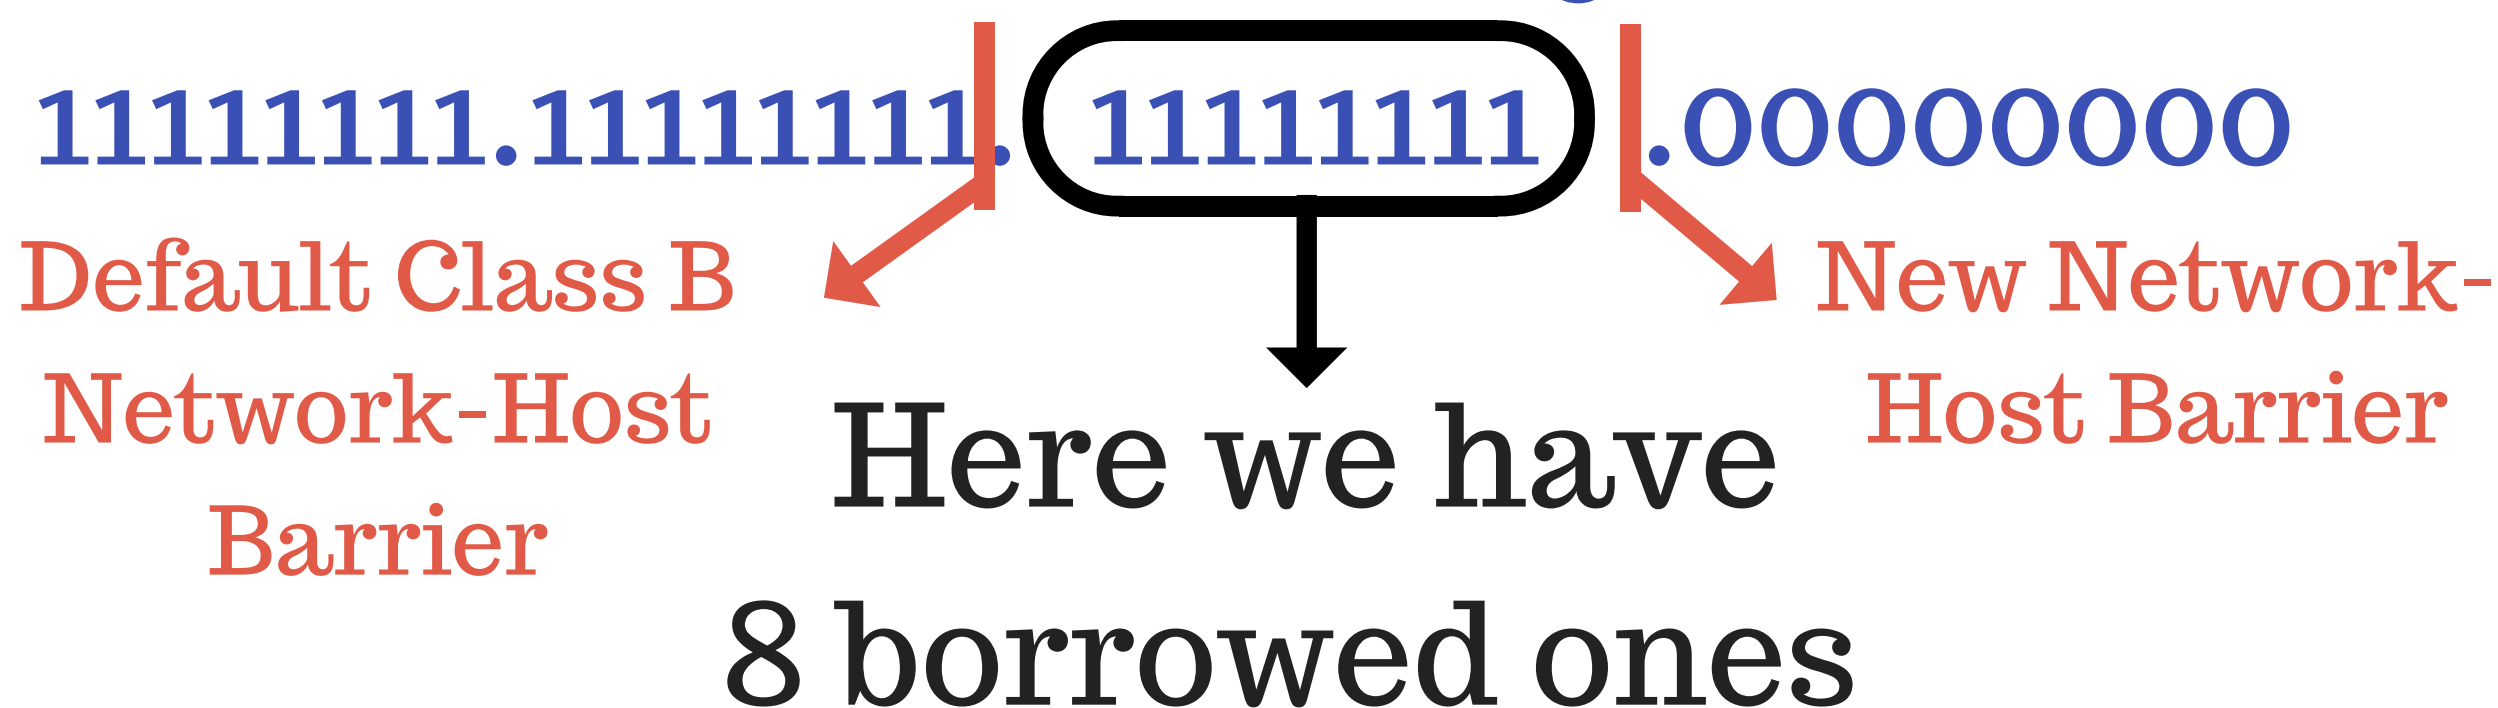 11111111.11111111.11111111.00000000
Default Class B
Network-Host
Barrier
New Network-
Host Barrier
Here we have
8 borrowed ones